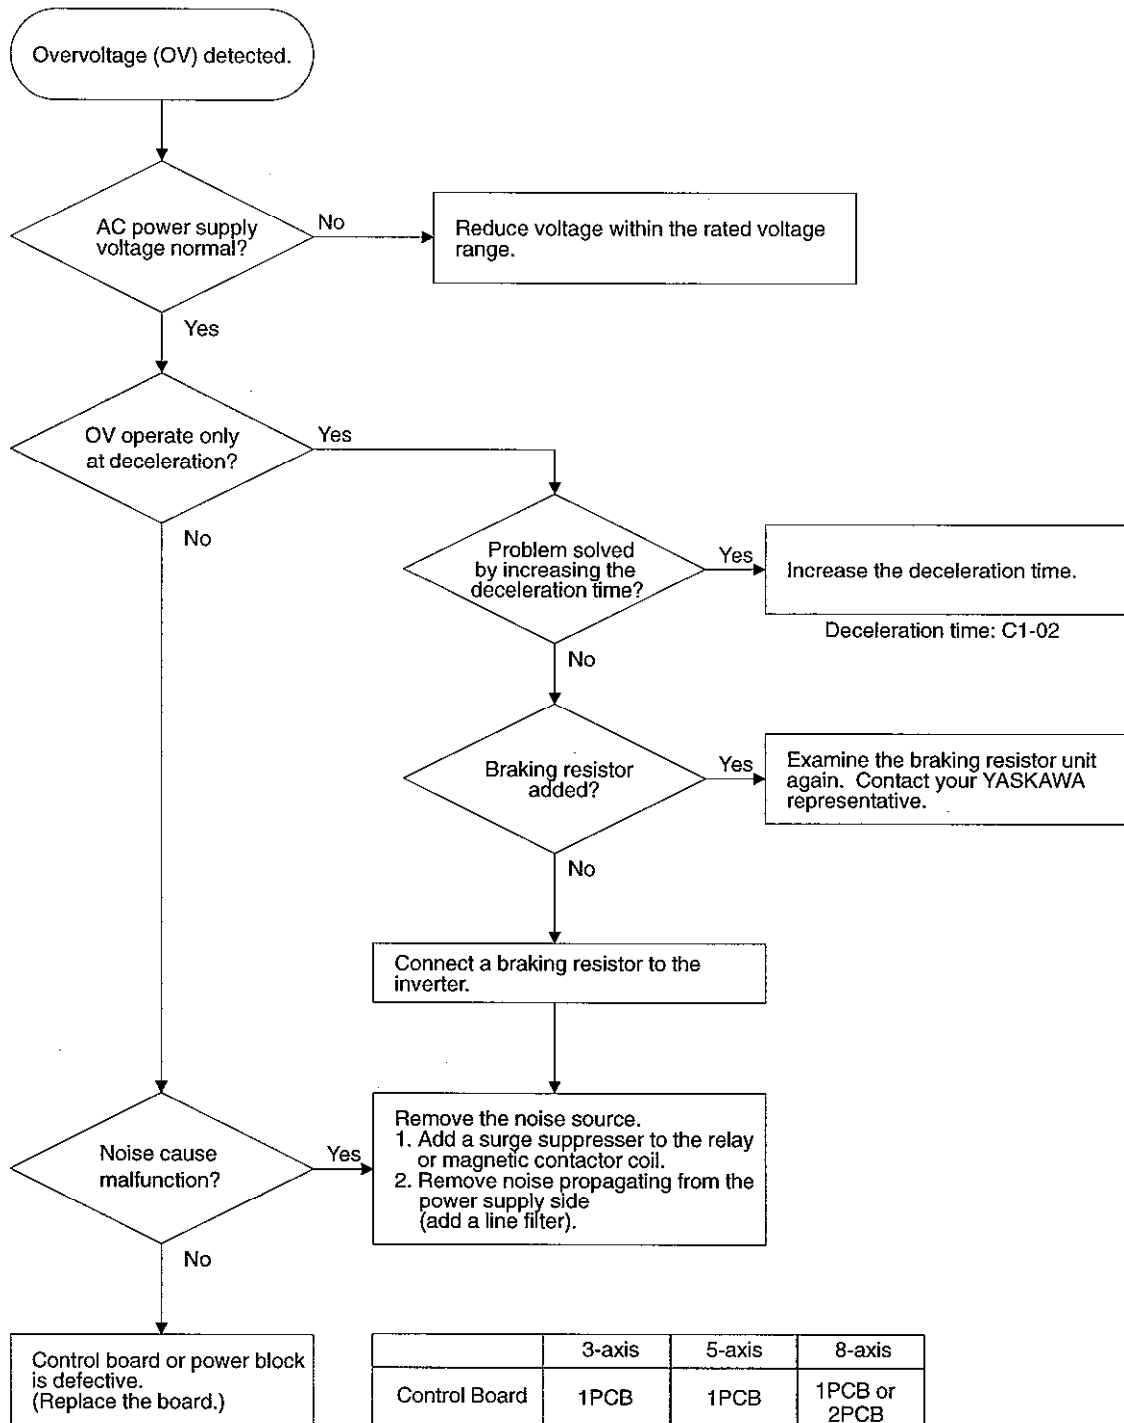 Overvoltage (OV) detected.
AC power supply
voltage normal?
No
Reduce voltage within the rated voltage
range.
Yes
OV operate only
at deceleration?
Yes
No
Problem solved
by increasing the
deceleration time?
Yes
Increase the deceleration time.
Deceleration time: C1-02
No
Braking resistor
added?
Yes
Examine the braking resistor unit
again. Contact your YASKAWA
representative.
No
Connect a braking resistor to the
inverter.
Noise cause
malfunction?
Yes
Remove the noise source.
1. Add a surge suppresser to the relay
or magnetic contactor coil.
2. Remove noise propagating from the
power supply side
(add a line filter).
No
Control board or power block
is defective.
(Replace the board.)
3-axis 5-axis 8-axis
Control Board 1PCB 1PCB 1PCB or
2PCB